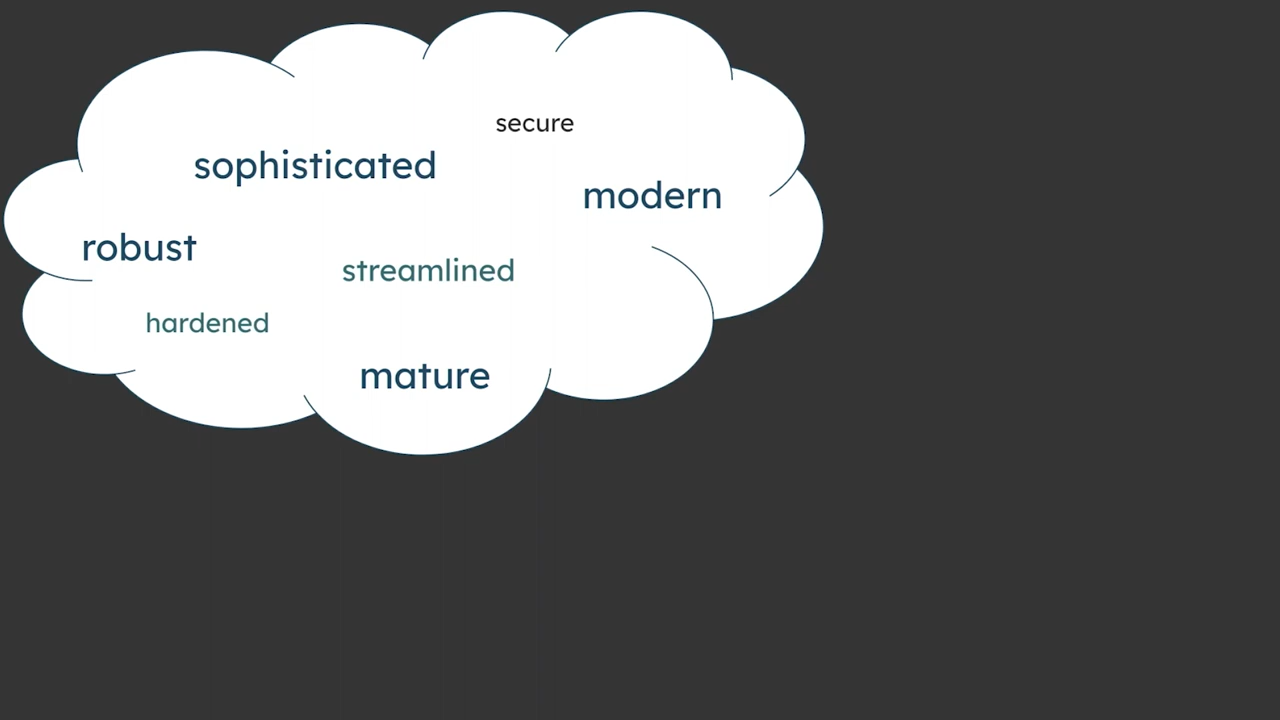 secure
sophisticated
modern
robust
streamlined
hardened
mature